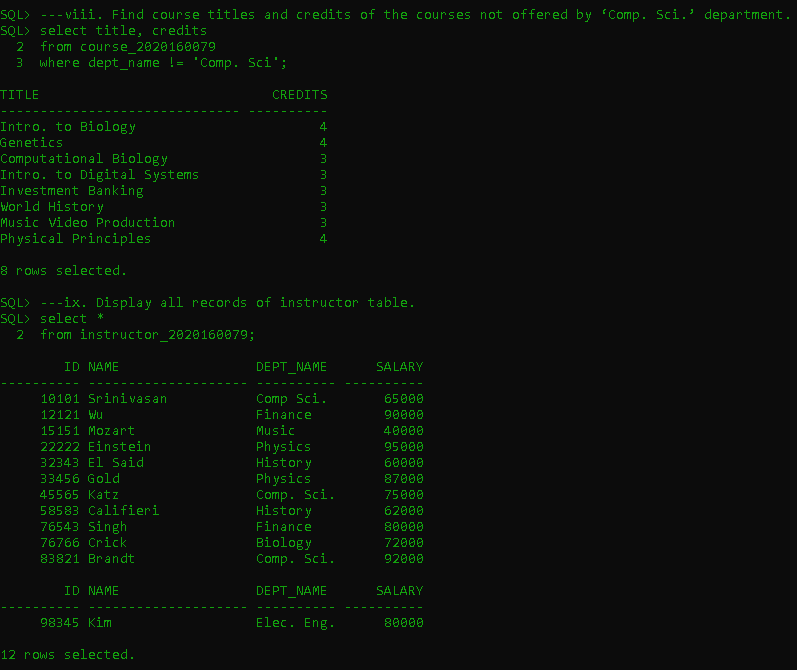 SQL> ---viii. Find course titles and credits of the courses not offered by ‘Comp. Sci.’ department.
SQL> select title, credits
  2  from course_2020160079
  3  where dept_name != 'Comp. Sci';

TITLE                             CREDITS
------------------------------ ----------
Intro. to Biology                       4
Genetics                                4
Computational Biology                   3
Intro. to Digital Systems               3
Investment Banking                      3
World History                           3
Music Video Production                  3
Physical Principles                     4

8 rows selected.

SQL> ---ix. Display all records of instructor table.
SQL> select *
  2  from instructor_2020160079;

        ID NAME                 DEPT_NAME      SALARY
---------- -------------------- ---------- ----------
     10101 Srinivasan           Comp Sci.       65000
     12121 Wu                   Finance         90000
     15151 Mozart               Music           40000
     22222 Einstein             Physics         95000
     32343 El Said              History         60000
     33456 Gold                 Physics         87000
     45565 Katz                 Comp. Sci.      75000
     58583 Califieri            History         62000
     76543 Singh                Finance         80000
     76766 Crick                Biology         72000
     83821 Brandt               Comp. Sci.      92000

        ID NAME                 DEPT_NAME      SALARY
---------- -------------------- ---------- ----------
     98345 Kim                  Elec. Eng.      80000

12 rows selected.